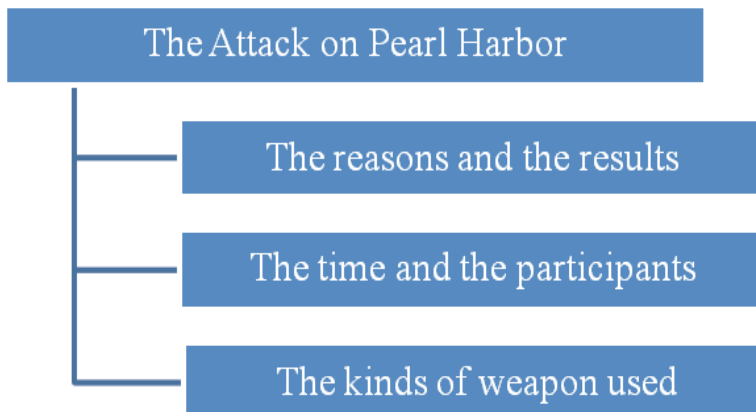 The Attack on Pearl Harbor
The reasons and the results
The time and the participants
The kinds of weapon used